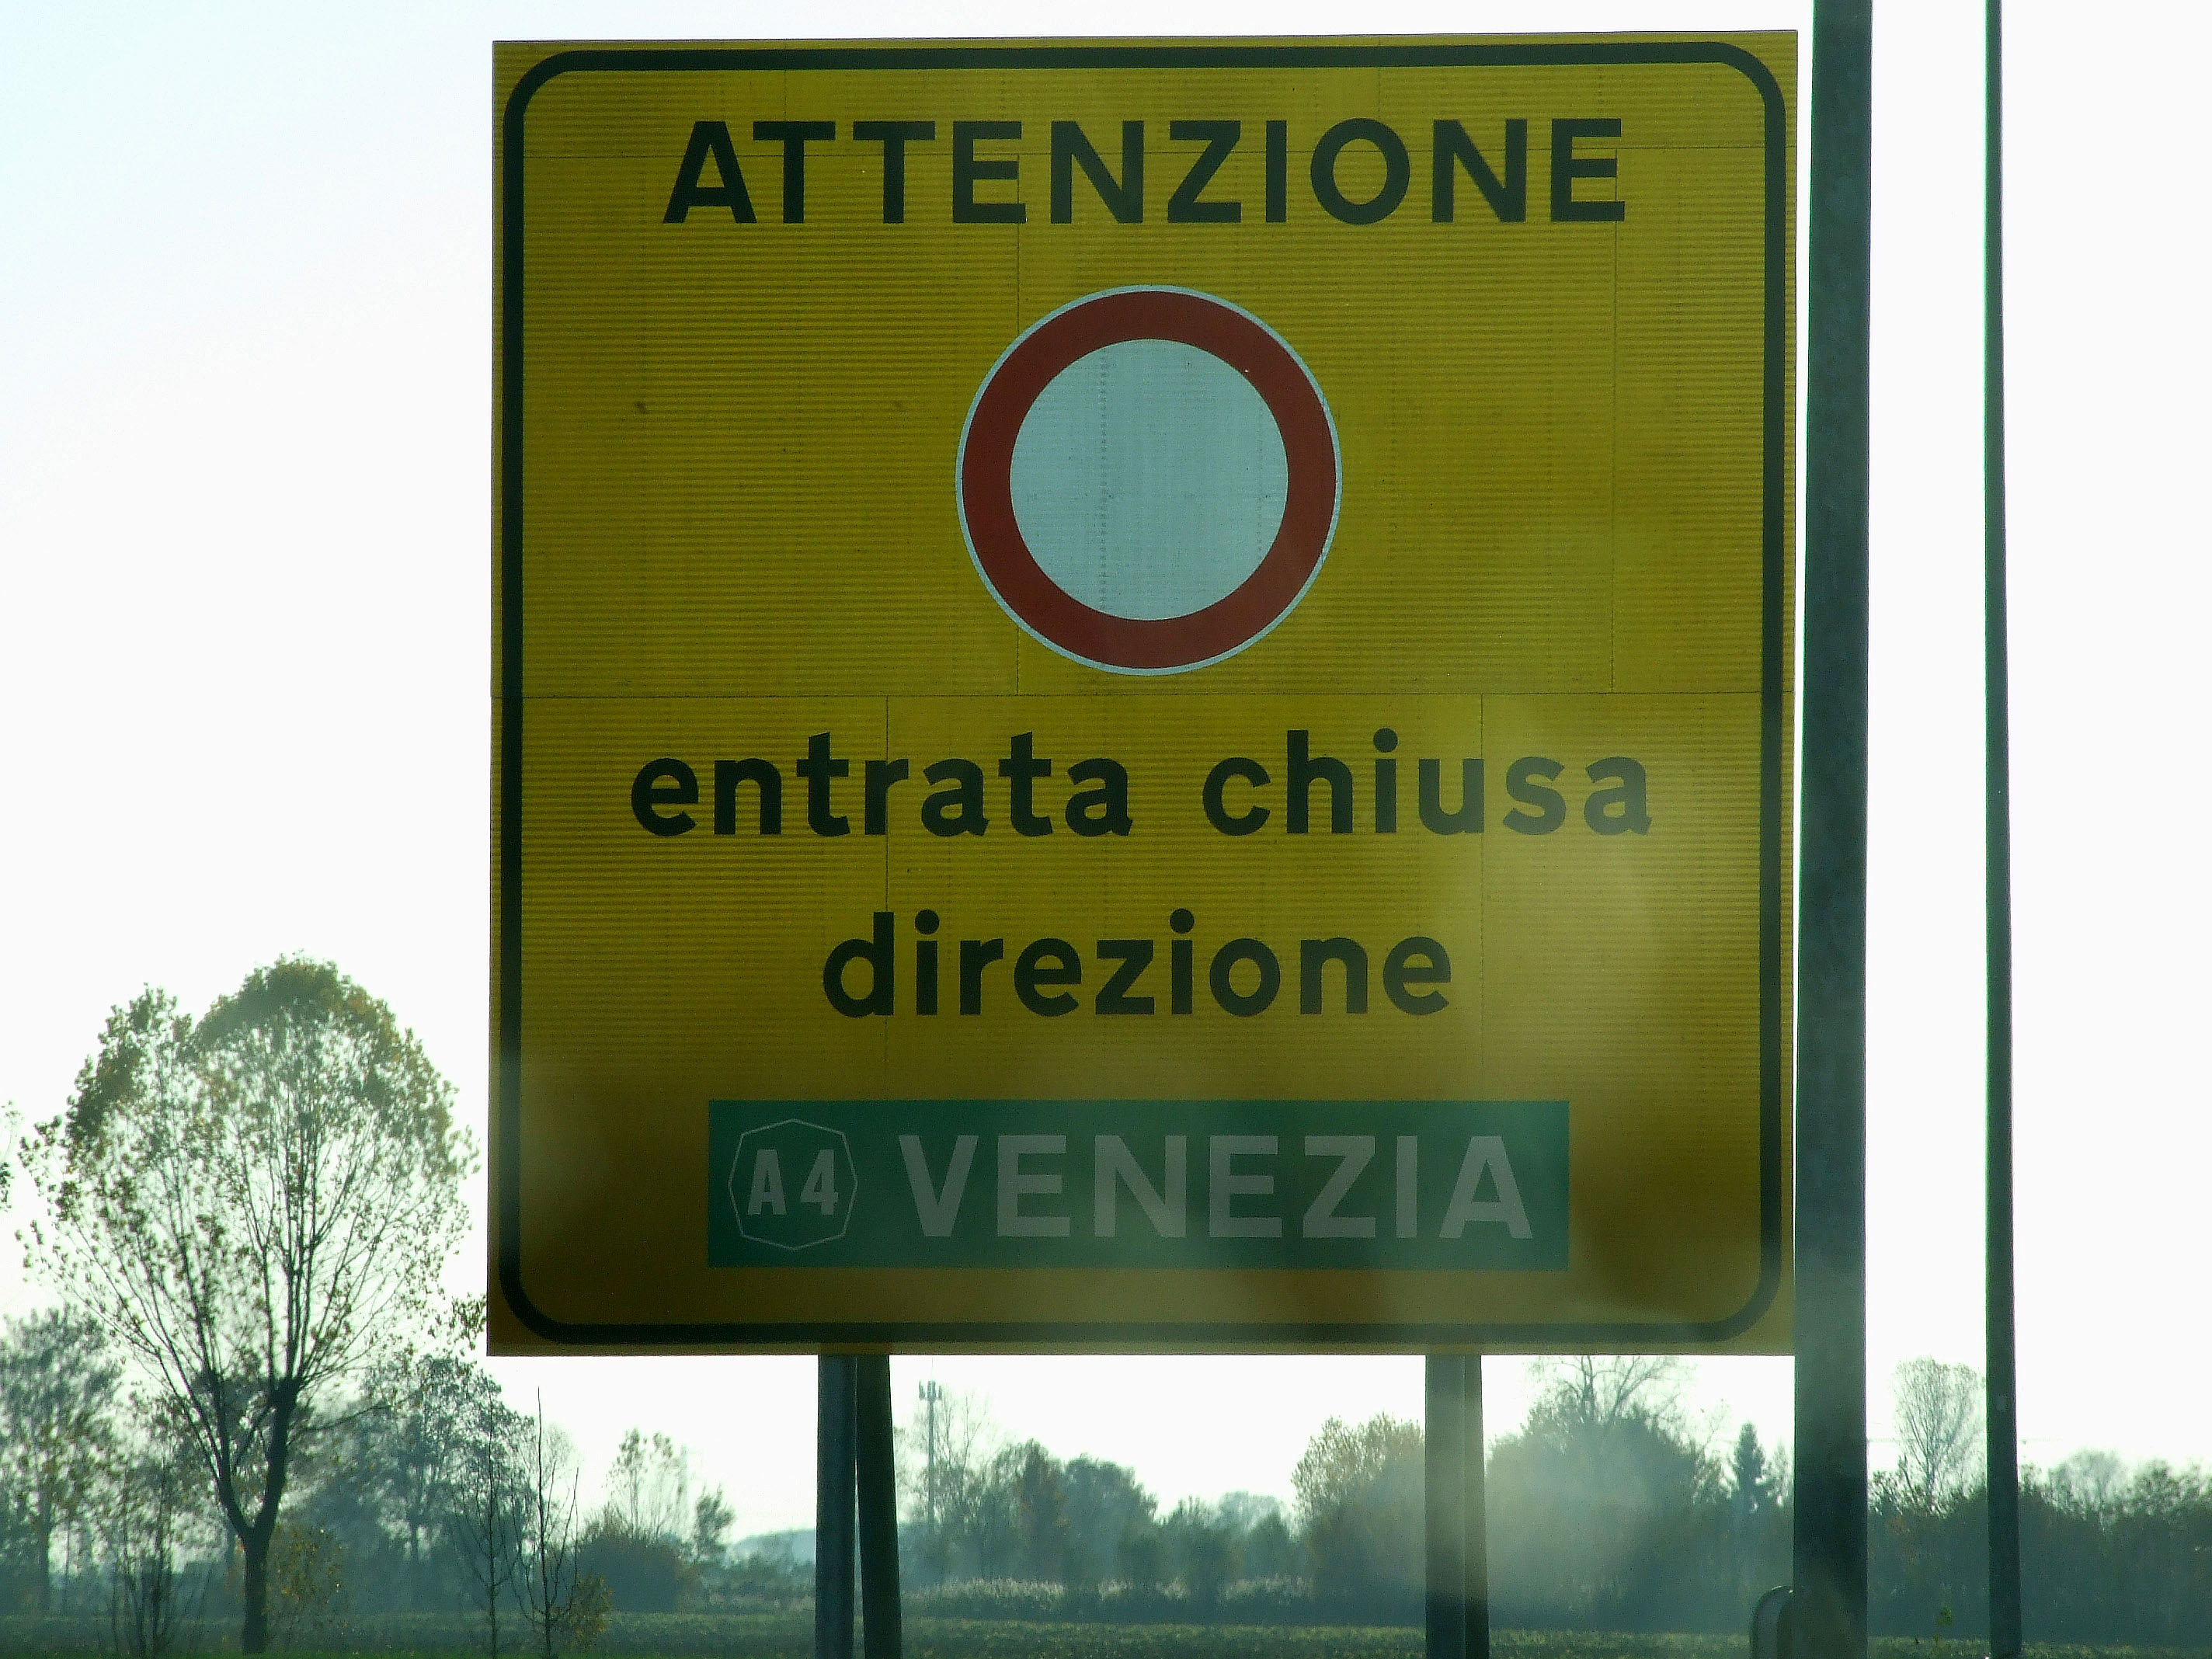 ATTENZIONE
entrata chiusa
direzione
A4 VENEZIA